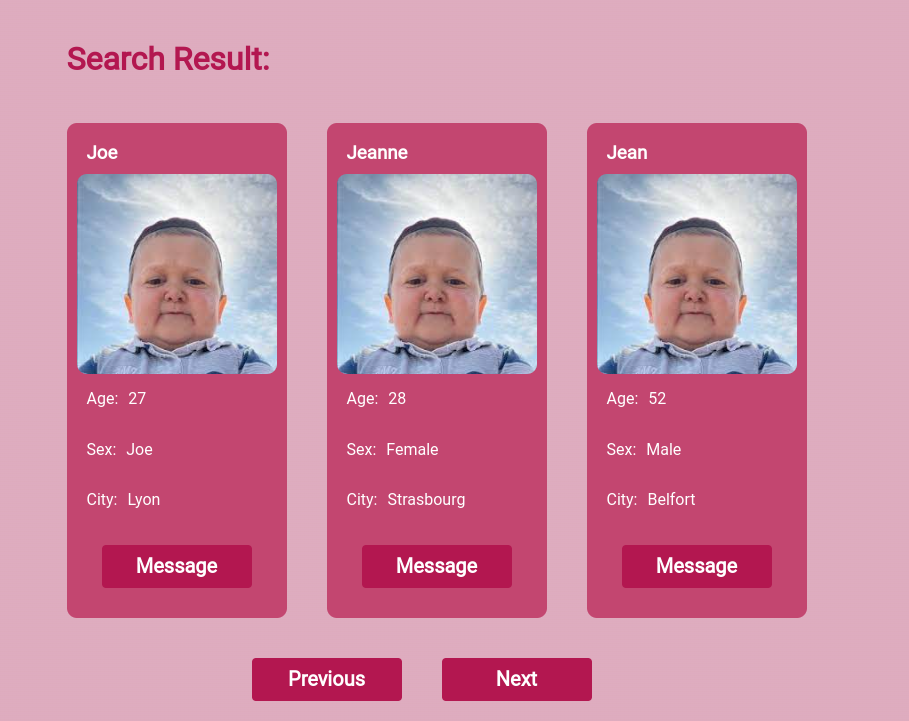 Search Result:
Joe
Age: 27
Sex: Joe
City: Lyon
Message
Jeanne
Age: 28
Sex: Female
City: Strasbourg
Message
Jean
Age: 52
Sex: Male
City: Belfort
Message
Previous
Next